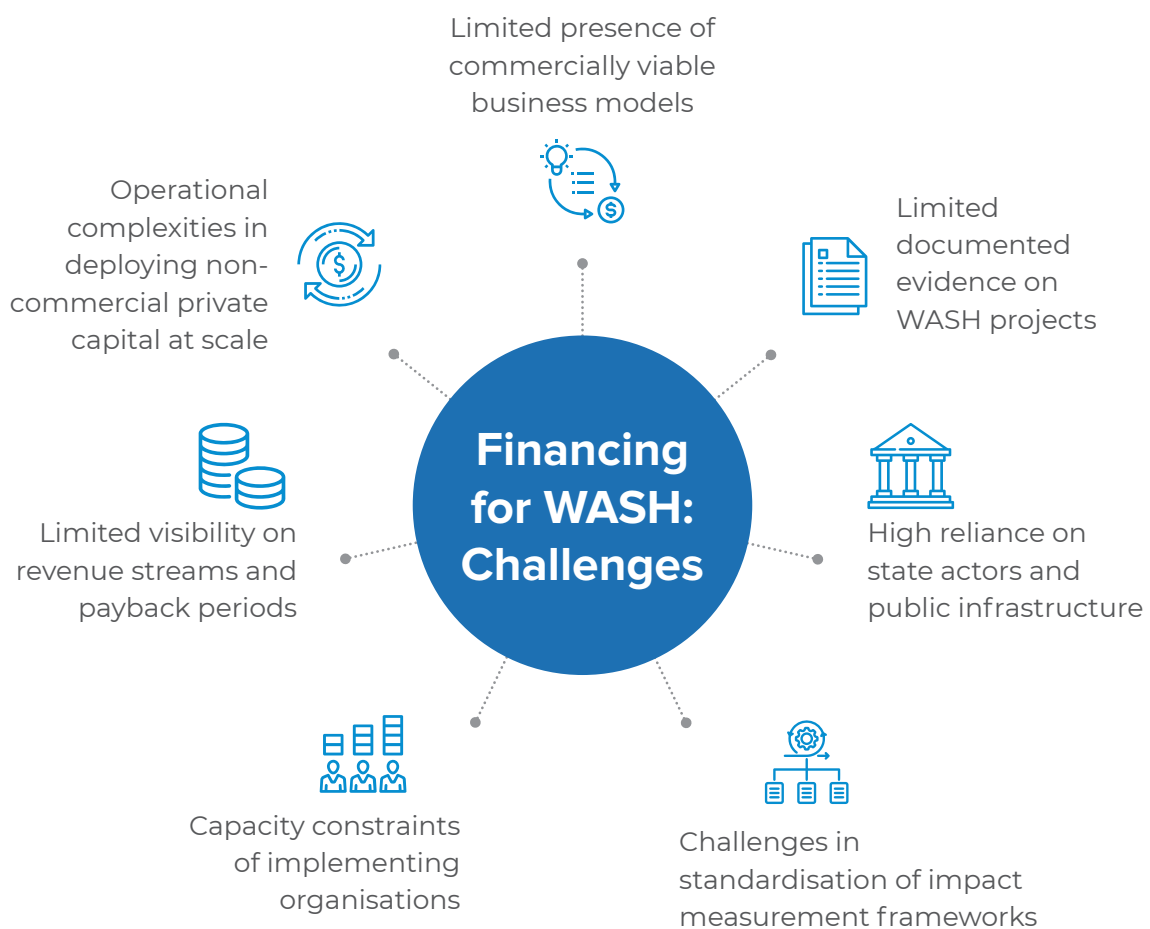 Limited presence of
commercially viable
business models
Limited
documented
evidence on
WASH projects
High reliance on
state actors and
public infrastructure
Challenges in
standardisation of impact
measurement frameworks
Capacity constraints
of implementing
organisations
Limited visibility on
revenue streams and
payback periods
Operational
complexities in
deploying non-
commercial private
capital at scale
$
$
Financing
for WASH:
Challenges